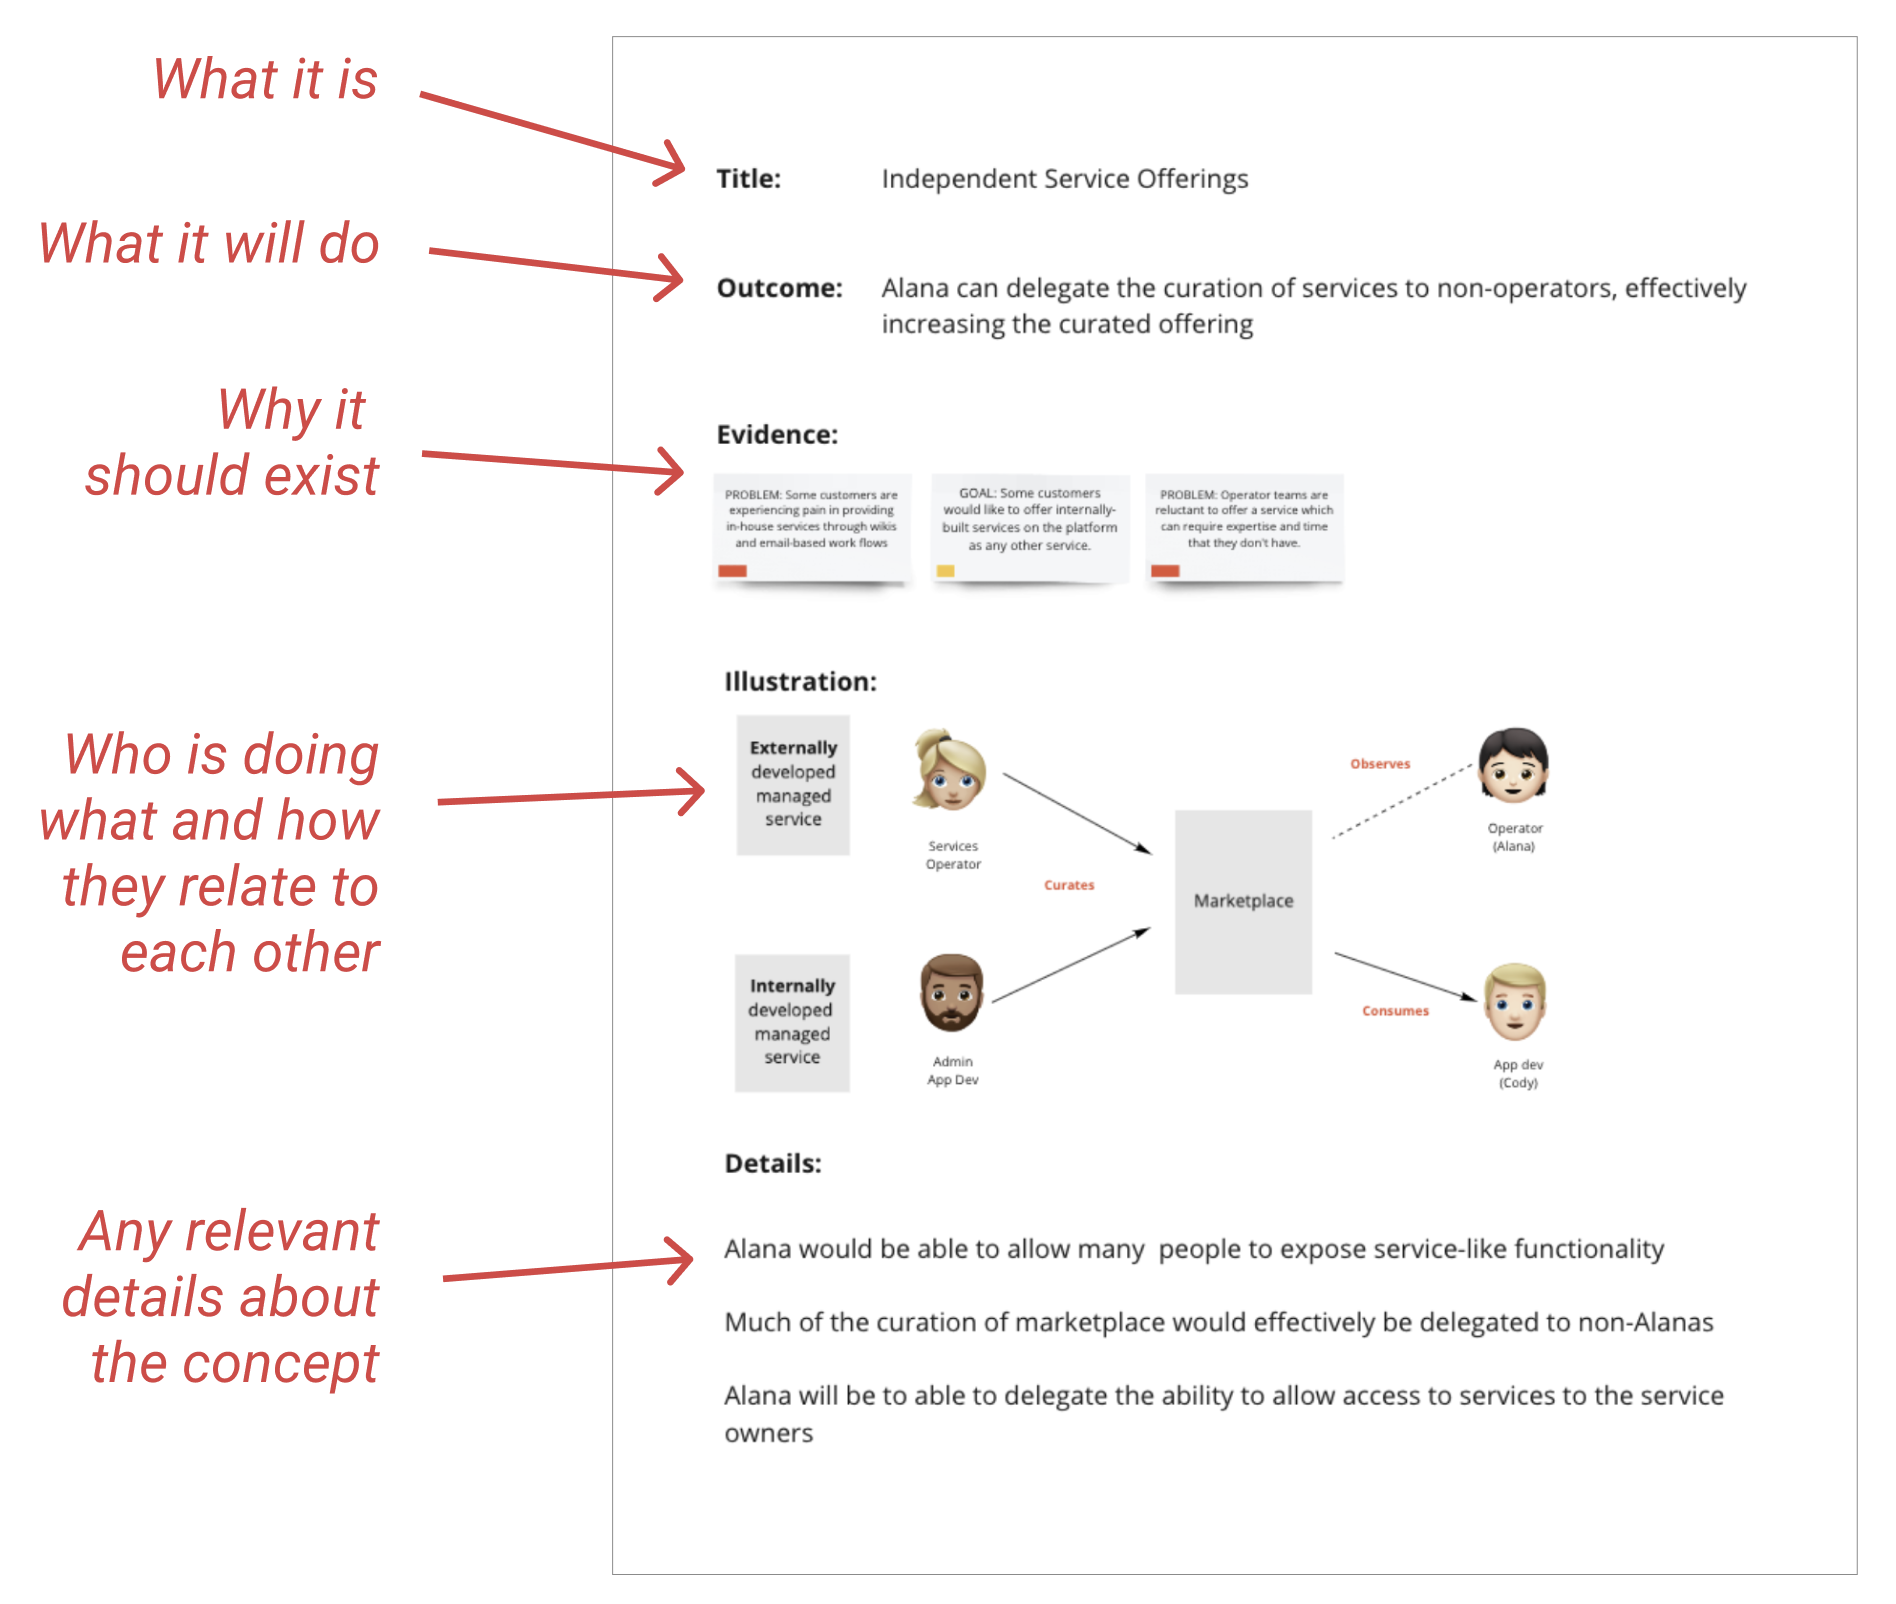 What it is
Title:
Independent Service Offerings
What it will do
Outcome:
Alana can delegate the curation of services to non-operators, effectively
increasing the curated offering
Why it
should exist
Evidence:
PROBLEM: Some customers are
experiencing pain in providing
in-house services through wikis
and email-based work flows
GOAL: Some customers
would like to offer internally-
built services on the platform
as any other service.
PROBLEM: Operator teams are
reluctant to offer a service which
can require expertise and time
that they don't have.
Who is doing
what and how
they relate to
each other
Illustration:
Externally
developed
managed
service
Services
Operator
Curates
Internally
developed
managed
service
Admin
App Dev
Marketplace
Observes
Operator
(Alana)
Consumes
App dev
(Cody)
Any relevant
details about
the concept
Details:
Alana would be able to allow many  people to expose service-like functionality
Much of the curation of marketplace would effectively be delegated to non-Alanas
Alana will be to able to delegate the ability to allow access to services to the service
owners